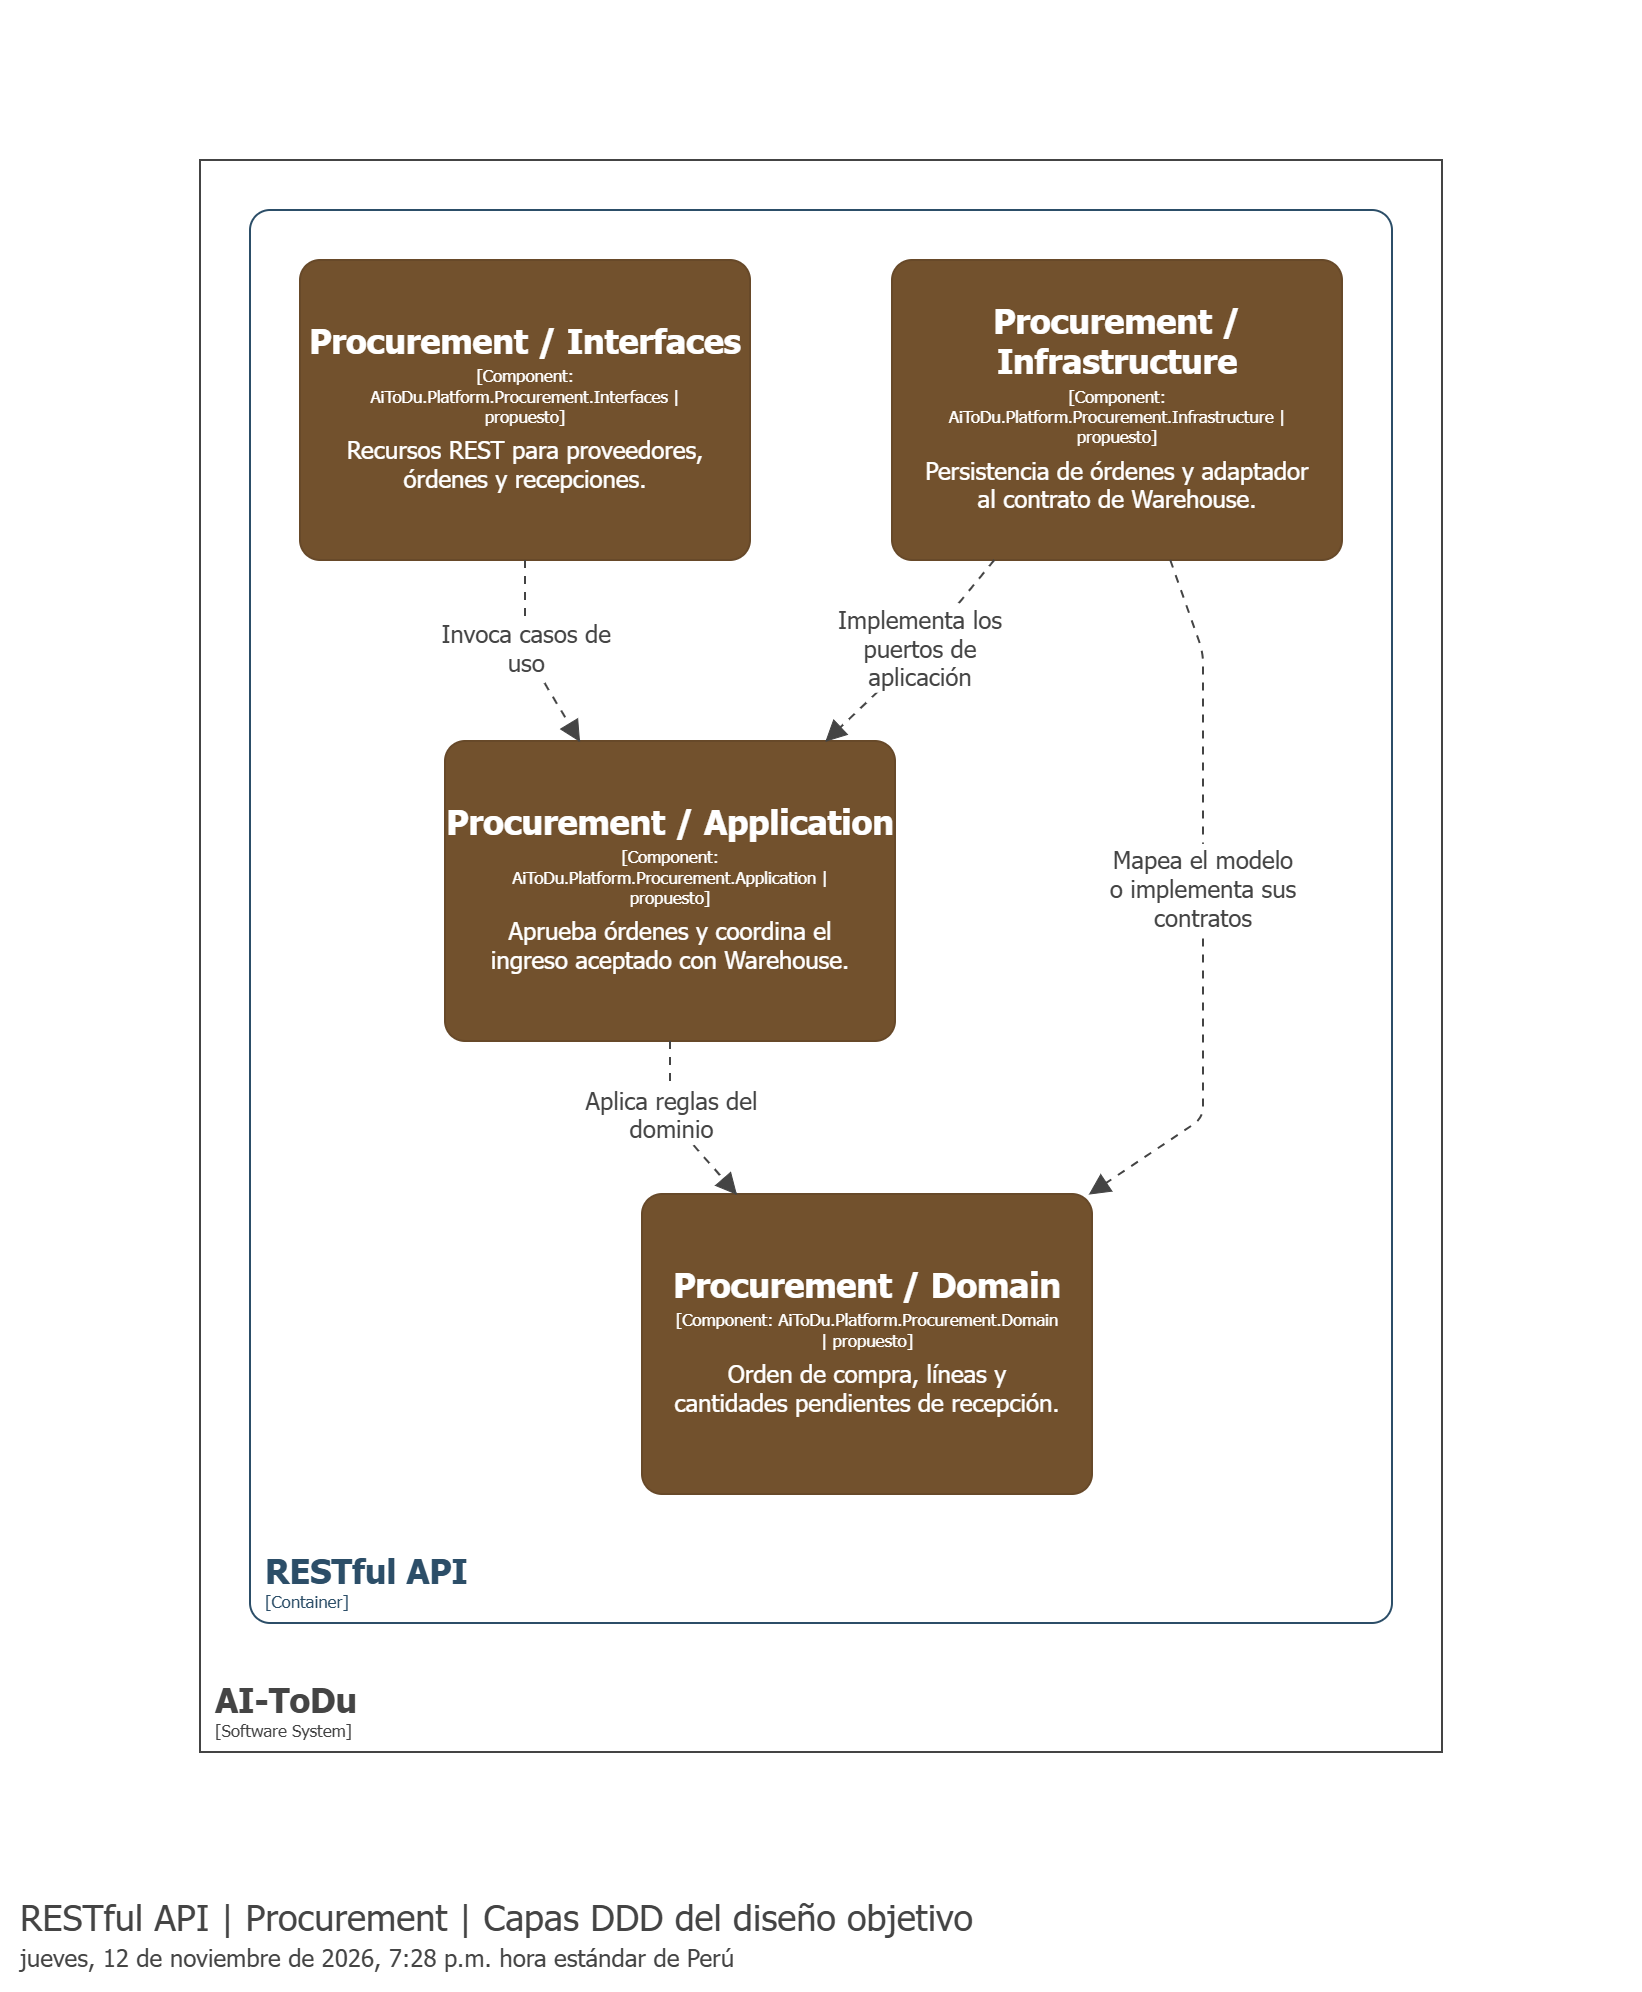 Procurement / Interfaces
[Component:
AiToDu.Platform.Procurement.Interfaces |
propuesto]
Recursos REST para proveedores,
órdenes y recepciones.
Procurement /
Infrastructure
[Component:
AiToDu.Platform.Procurement.Infrastructure |
propuesto]
Persistencia de órdenes y adaptador
al contrato de Warehouse.
Invoca casos de
uso
Implementa los
puertos de
aplicación
Procurement / Application
[Component:
AiToDu.Platform.Procurement.Application |
propuesto]
Aprueba órdenes y coordina el
ingreso aceptado con Warehouse.
Mapea el modelo
o implementa sus
contratos
Aplica reglas del
dominio
Procurement / Domain
[Component: AiToDu.Platform.Procurement.Domain
| propuesto]
Orden de compra, líneas y
cantidades pendientes de recepción.
RESTful API
[Container]
AI-ToDu
[Software System]
RESTful API | Procurement | Capas DDD del diseño objetivo
jueves, 12 de noviembre de 2026, 7:28 p.m. hora estándar de Perú